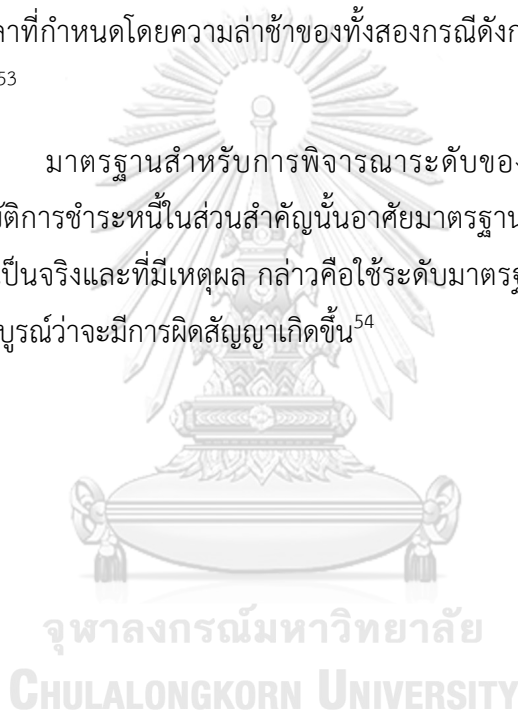 ลาที่กำหนดโดยความล่าช้าของทั้งสองกรณีดังก
53
มาตรฐานสำหรับการพิจารณาระดับของ
บัติการชำระหนี้ในส่วนสำคัญนั้นอาศัยมาตรฐาน
เป็นจริงและที่มีเหตุผล กล่าวคือใช้ระดับมาตรฐ
บูรณ์ว่าจะมีการผิดสัญญาเกิดขึ้น54
จุฬาลงกรณ์มหาวิทยาลัย
CHULALONGKORN UNIVERSITY